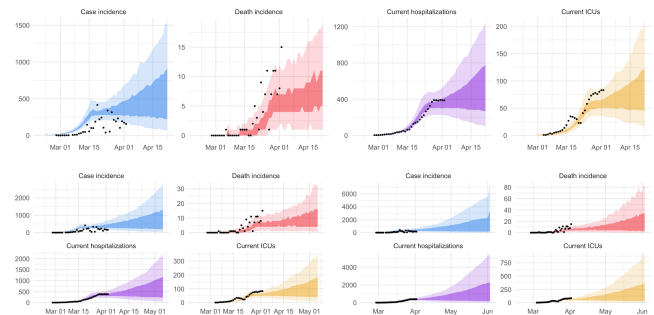 Case incidence Death incidence Current hospitalizations Current ICUs
1500 1000 500 0
15 10 5 0
1200 800 400 0
200 150 100 50 0
Mar 01 Mar 15 Apr 01 Apr 15 Mar 01 Mar 15 Apr 01 Apr 15 Mar 01 Mar 15 Apr 01 Apr 15 Mar 01 Mar 15 Apr 01 Apr 15
Case incidence Death incidence Case incidence Death incidence
2000 1000 0
30 20 10 0
6000 4000 2000 0
80 60 40 20 0
Current hospitalizations Current ICUs Current hospitalizations Current ICUs
2000 1500 1000 500 0
300 200 100 0
4000 2000 0
750 500 250 0
Mar 01 Mar 15 Apr 01 Apr 15 May 01 Mar 01 Mar 15 Apr 01 Apr 15 May 01 Mar Apr May Jun Mar Apr May Jun